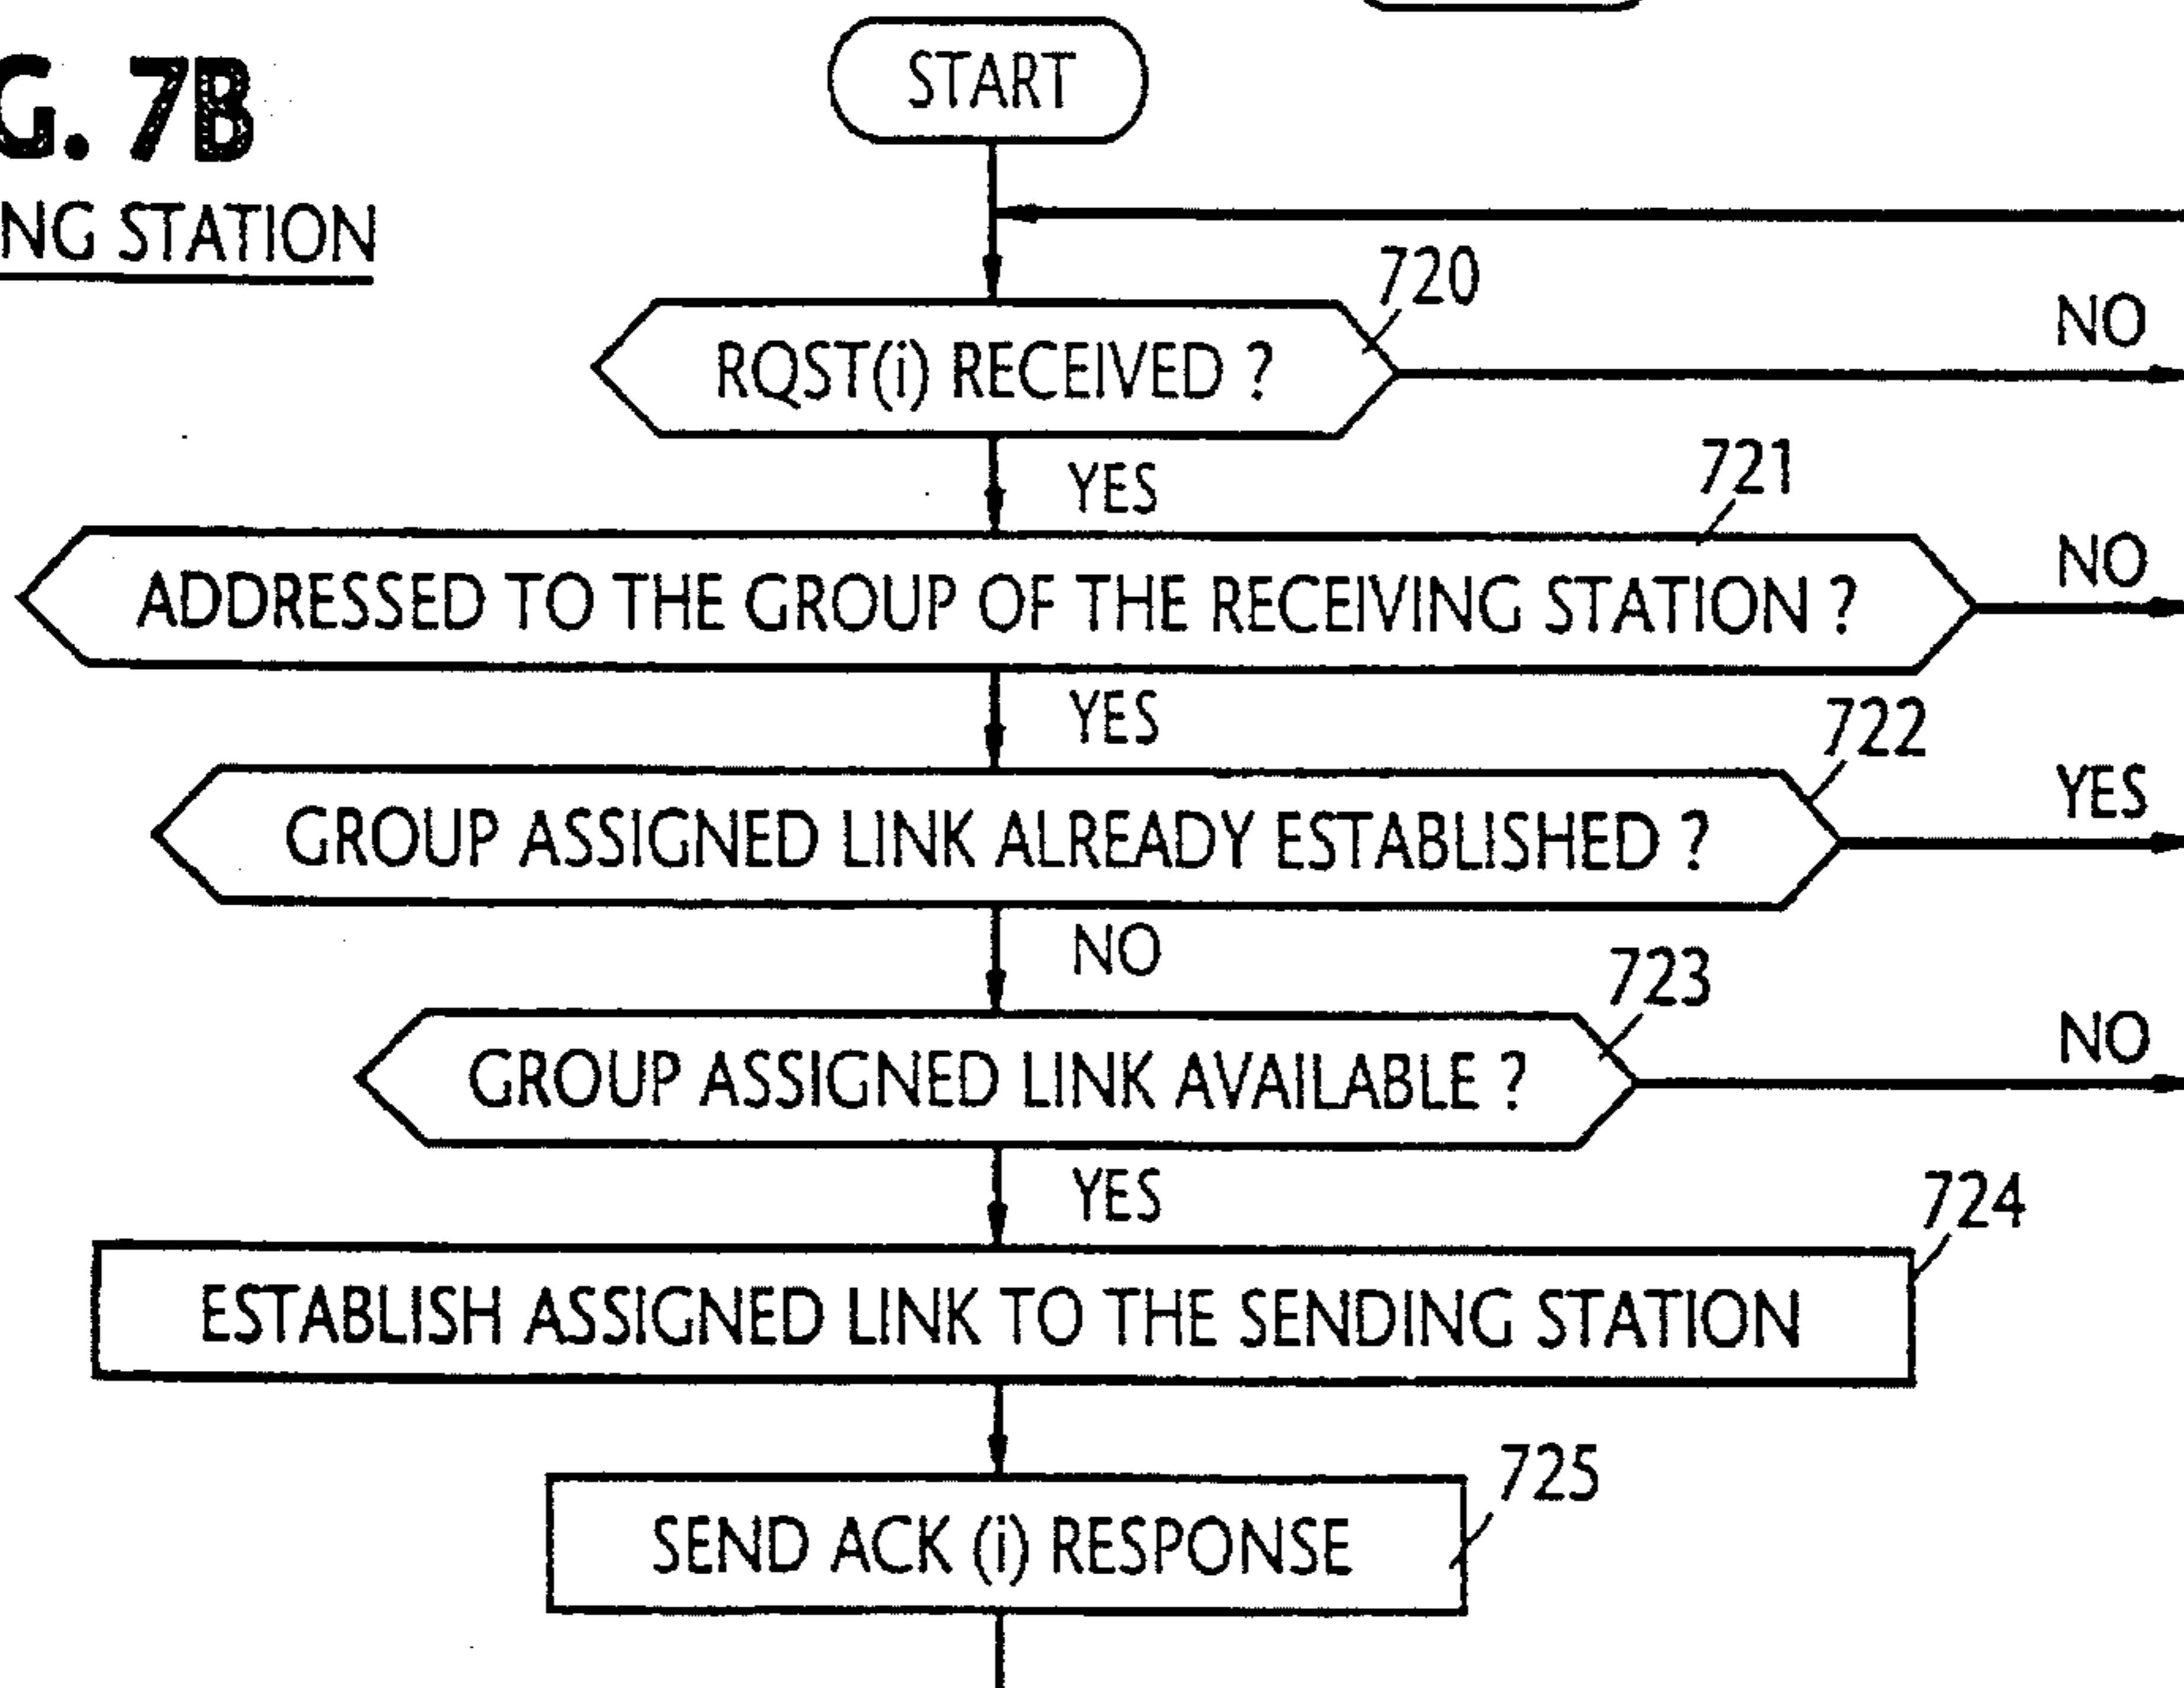 G. 7B
NG STATION
START
720
RQST(i) RECEIVED ?
NO
YES
721
ADDRESSED TO THE GROUP OF THE RECEIVING STATION ?
NO
YES
722
GROUP ASSIGNED LINK ALREADY ESTABLISHED ?
YES
NO
723
GROUP ASSIGNED LINK AVAILABLE ?
NO
YES
724
ESTABLISH ASSIGNED LINK TO THE SENDING STATION
725
SEND ACK (i) RESPONSE